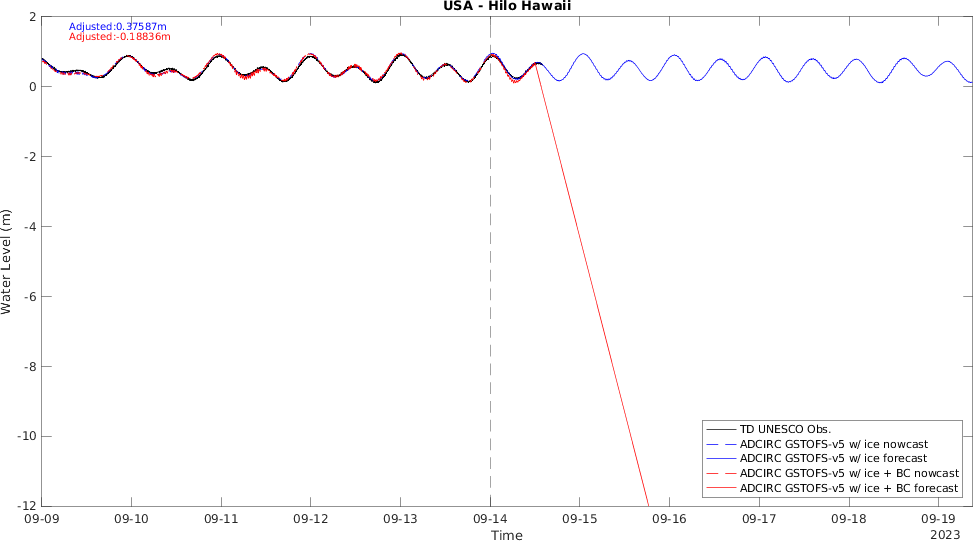 USA - Hilo Hawaii
Adjusted:0.37587m
Adjusted:-0.18836m
2
0
-2
-4
-6
-8
-10
-12
Water Level (m)
TD UNESCO Obs.
ADCIRC GSTOFS-v5 w/ ice nowcast
ADCIRC GSTOFS-v5 w/ ice forecast
ADCIRC GSTOFS-v5 w/ ice + BC nowcast
ADCIRC GSTOFS-v5 w/ ice + BC forecast
09-09 09-10 09-11 09-12 09-13 09-14 09-15 09-16 09-17 09-18 09-19
Time
2023